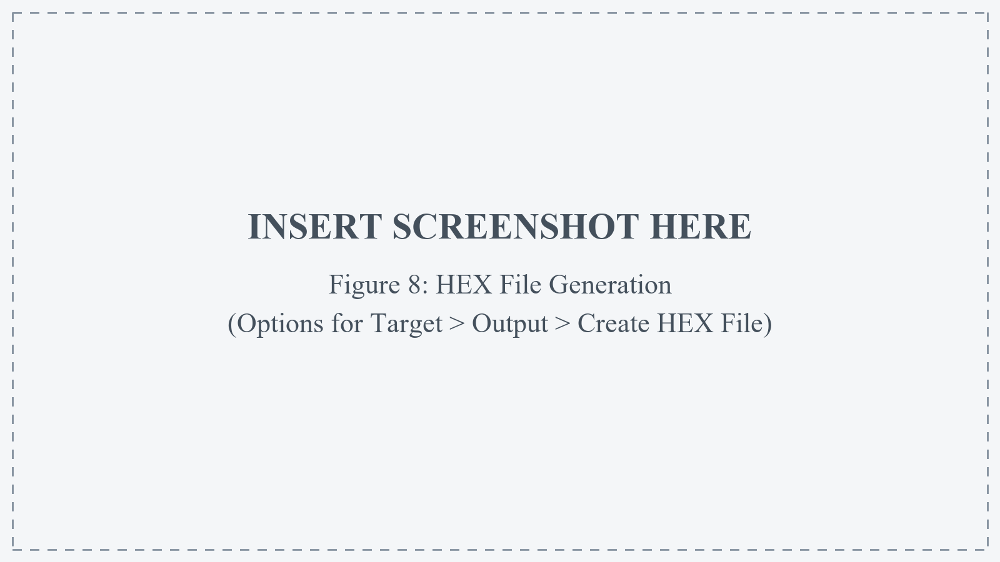 INSERT SCREENSHOT HERE
Figure 8: HEX File Generation
(Options for Target > Output > Create HEX File)